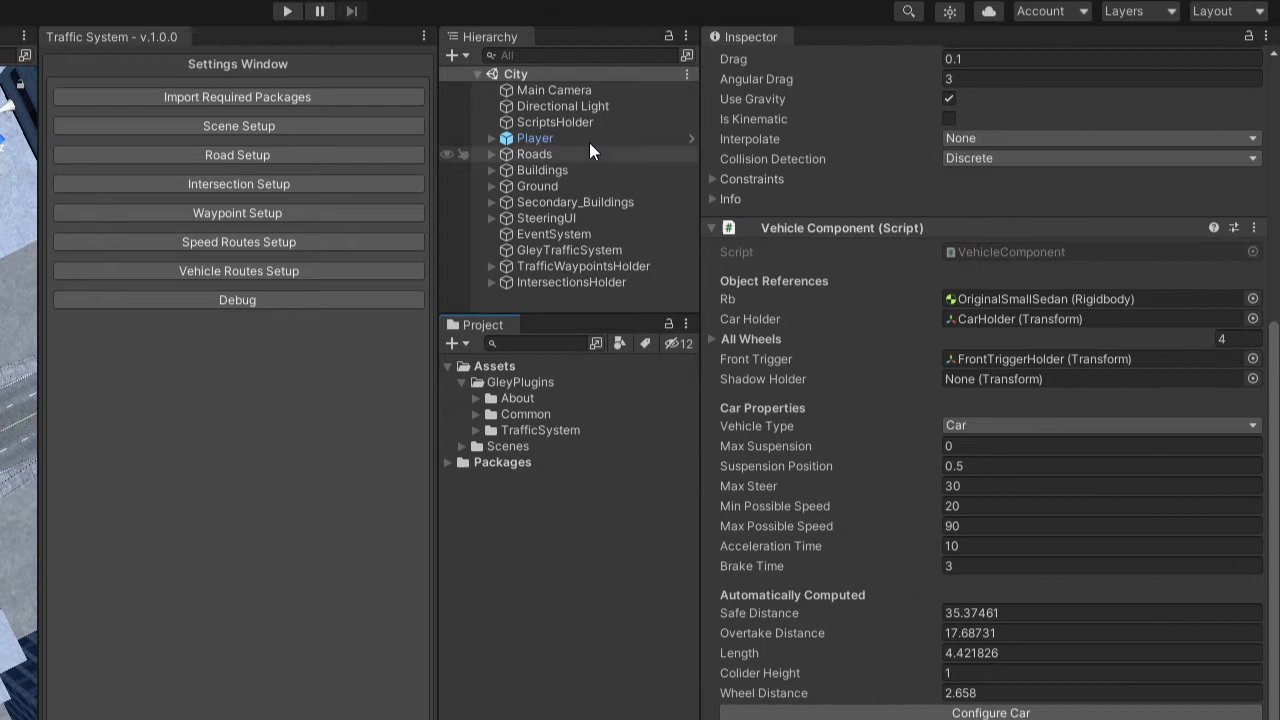 Account
Layers
Layout
Traffic System - v.1.0.0
Settings Window
Import Required Packages
Scene Setup
Road Setup
Intersection Setup
Waypoint Setup
Speed Routes Setup
Vehicle Routes Setup
Debug
Hierarchy
All
City
Main Camera
Directional Light
ScriptsHolder
Player
Roads
Buildings
Ground
Secondary_Buildings
SteeringUI
EventSystem
GleyTrafficSystem
TrafficWaypointsHolder
IntersectionsHolder
Project
12
Assets
GleyPlugins
About
Common
TrafficSystem
Scenes
Packages
Inspector
Drag 0.1
Angular Drag 3
Use Gravity
Is Kinematic
Interpolate None
Collision Detection Discrete
Constraints
Info
# Vehicle Component (Script)
Script VehicleComponent
Object References
Rb OriginalSmallSedan (Rigidbody)
Car Holder CarHolder (Transform)
All Wheels 4
Front Trigger FrontTriggerHolder (Transform)
Shadow Holder None (Transform)
Car Properties
Vehicle Type Car
Max Suspension 0
Suspension Position 0.5
Max Steer 30
Min Possible Speed 20
Max Possible Speed 90
Acceleration Time 10
Brake Time 3
Automatically Computed
Safe Distance 35.37461
Overtake Distance 17.68731
Length 4.421826
Collider Height 1
Wheel Distance 2.658
Configure Car